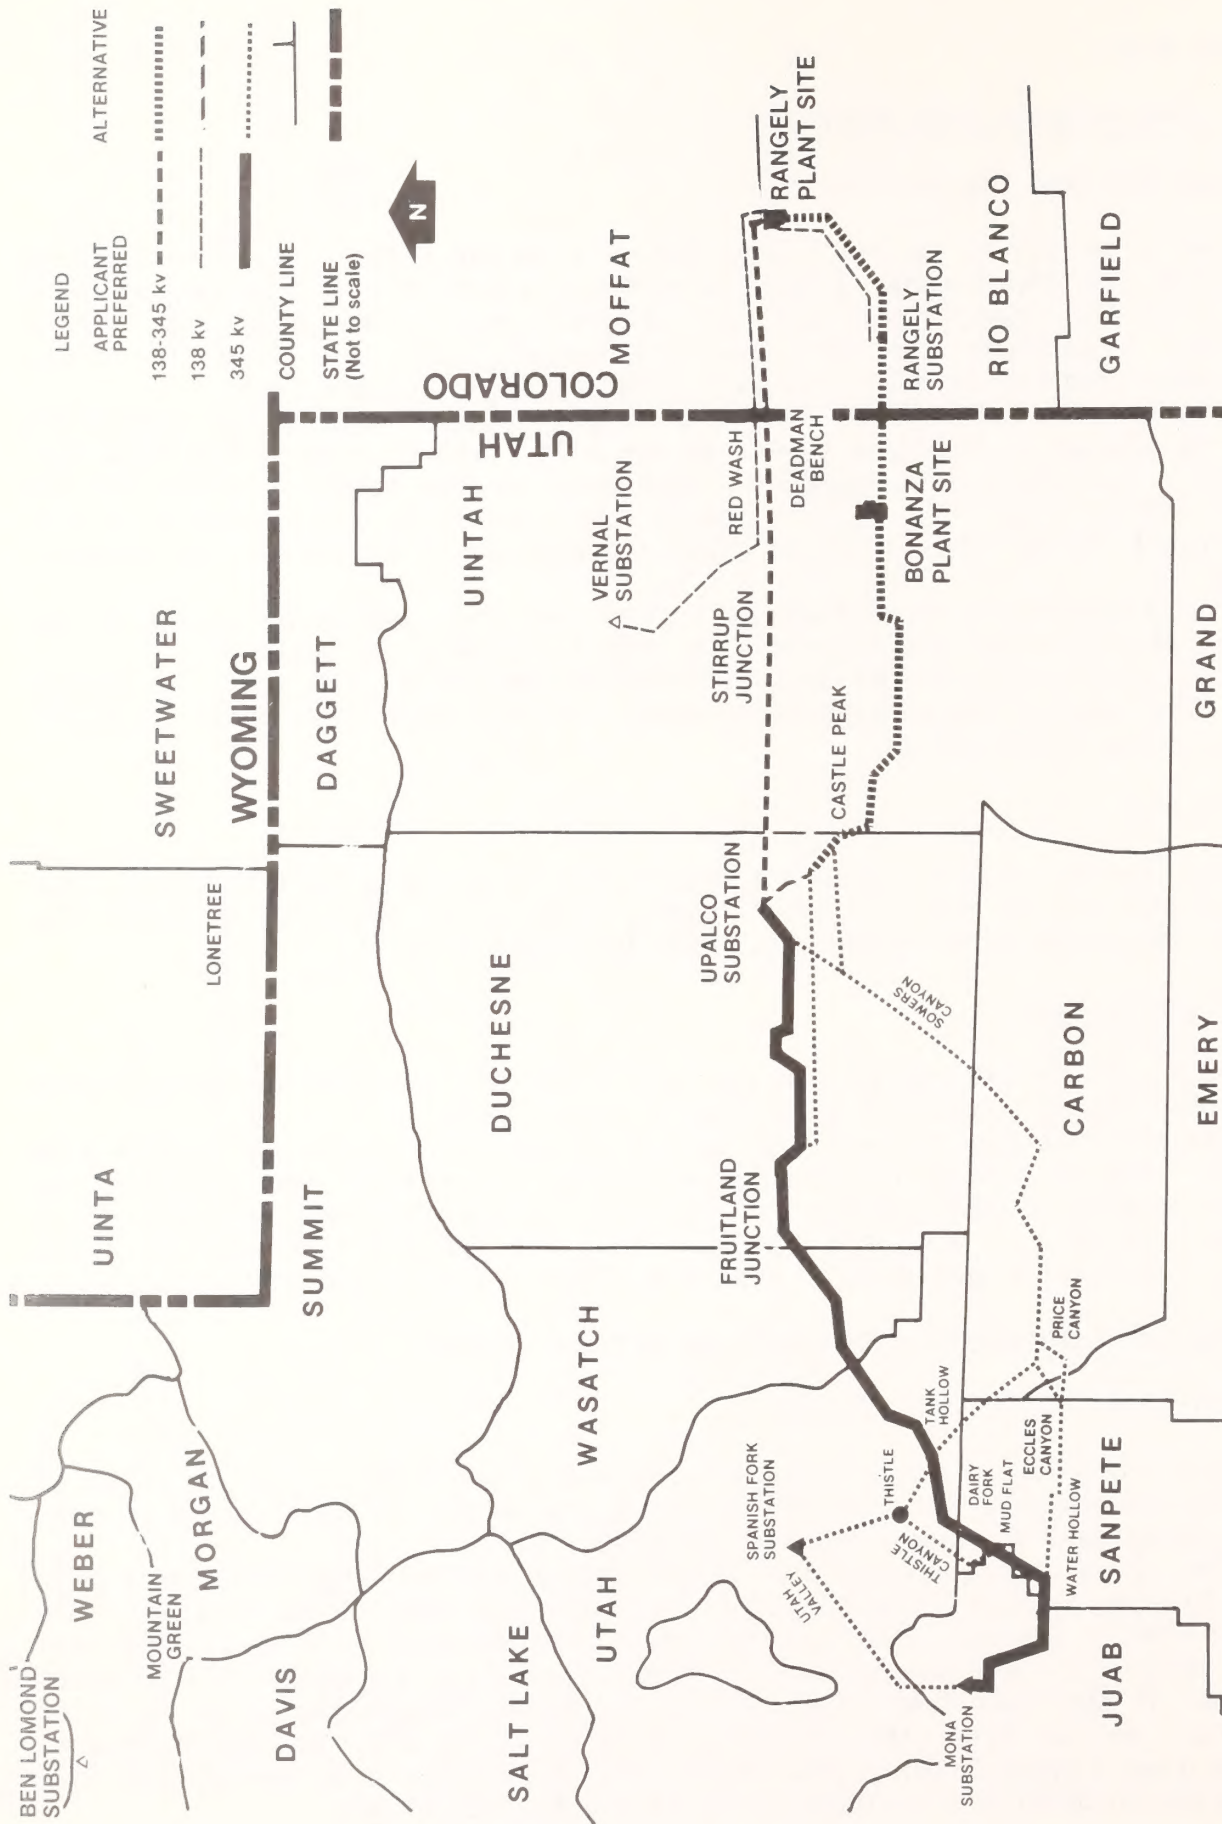 LEGEND
APPLICANT
PREFERRED
ALTERNATIVE
138-345 kv
138 kv
345 kv
COUNTY LINE
STATE LINE
(Not to scale)
N
BEN LOMOND
SUBSTATION
WEBER
MOUNTAIN
GREEN
MORGAN
DAVIS
SALT LAKE
UINTA
SUMMIT
LONETREE
SWEETWATER
WYOMING
DAGGETT
UTAH
COLORADO
UINTAH
MOFFAT
DUCHESNE
WASATCH
UTAH
VERNAL
SUBSTATION
RED WASH
STIRRUP
JUNCTION
DEADMAN
BENCH
RANGELY
PLANT SITE
RANGELY
SUBSTATION
BONANZA
PLANT SITE
RIO BLANCO
GARFIELD
CASTLE PEAK
UPALCO
SUBSTATION
SOWERS
CANYON
FRUITLAND
JUNCTION
TANK
HOLLOW
SPANISH FORK
SUBSTATION
THISTLE
THISTLE
CANYON
UTAH
VALLEY
DAIRY
FORK
MUD FLAT
ECCLES
CANYON
PRICE
CANYON
WATER HOLLOW
MONA
SUBSTATION
JUAB
SANPETE
CARBON
EMERY
GRAND